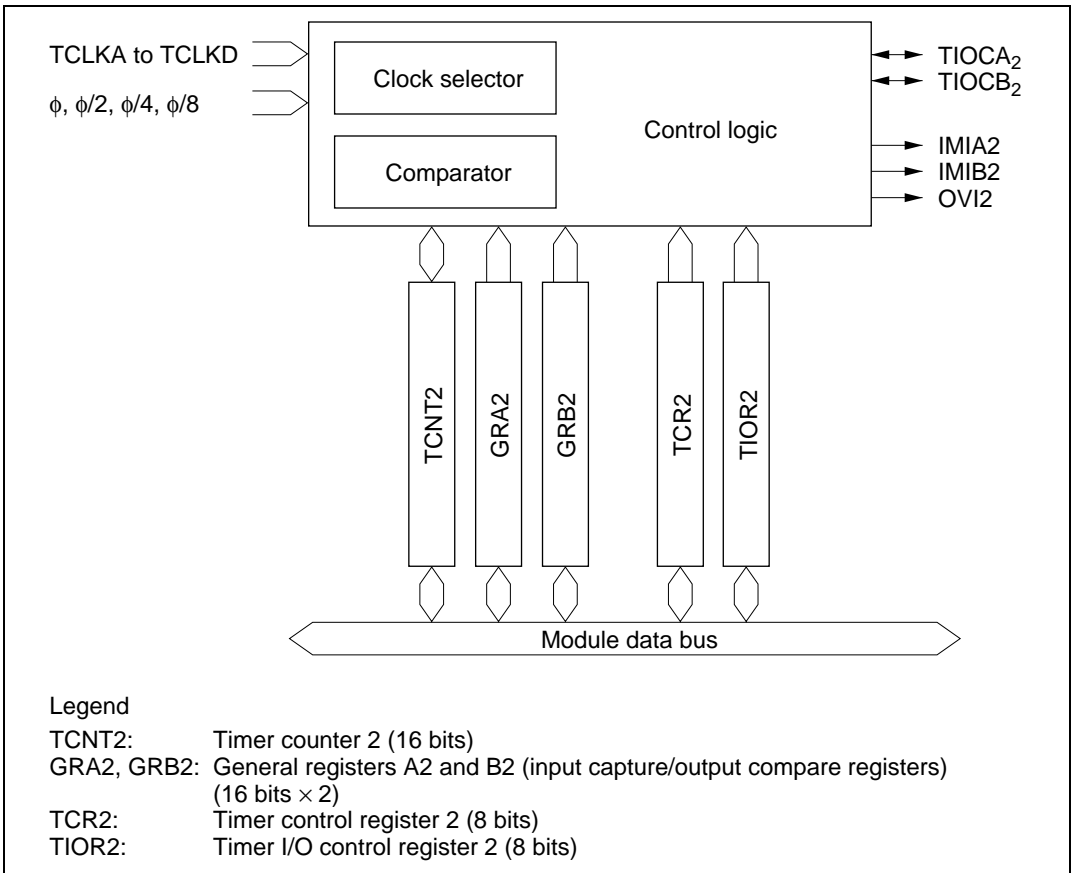 TCLKA to TCLKD
ϕ, ϕ/2, ϕ/4, ϕ/8
Clock selector
Comparator
Control logic
TIOCA2
TIOCB2
IMIA2
IMIB2
OVI2
TCNT2
GRA2
GRB2
TCR2
TIOR2
Module data bus
Legend
TCNT2: Timer counter 2 (16 bits)
GRA2, GRB2: General registers A2 and B2 (input capture/output compare registers)
(16 bits × 2)
TCR2: Timer control register 2 (8 bits)
TIOR2: Timer I/O control register 2 (8 bits)